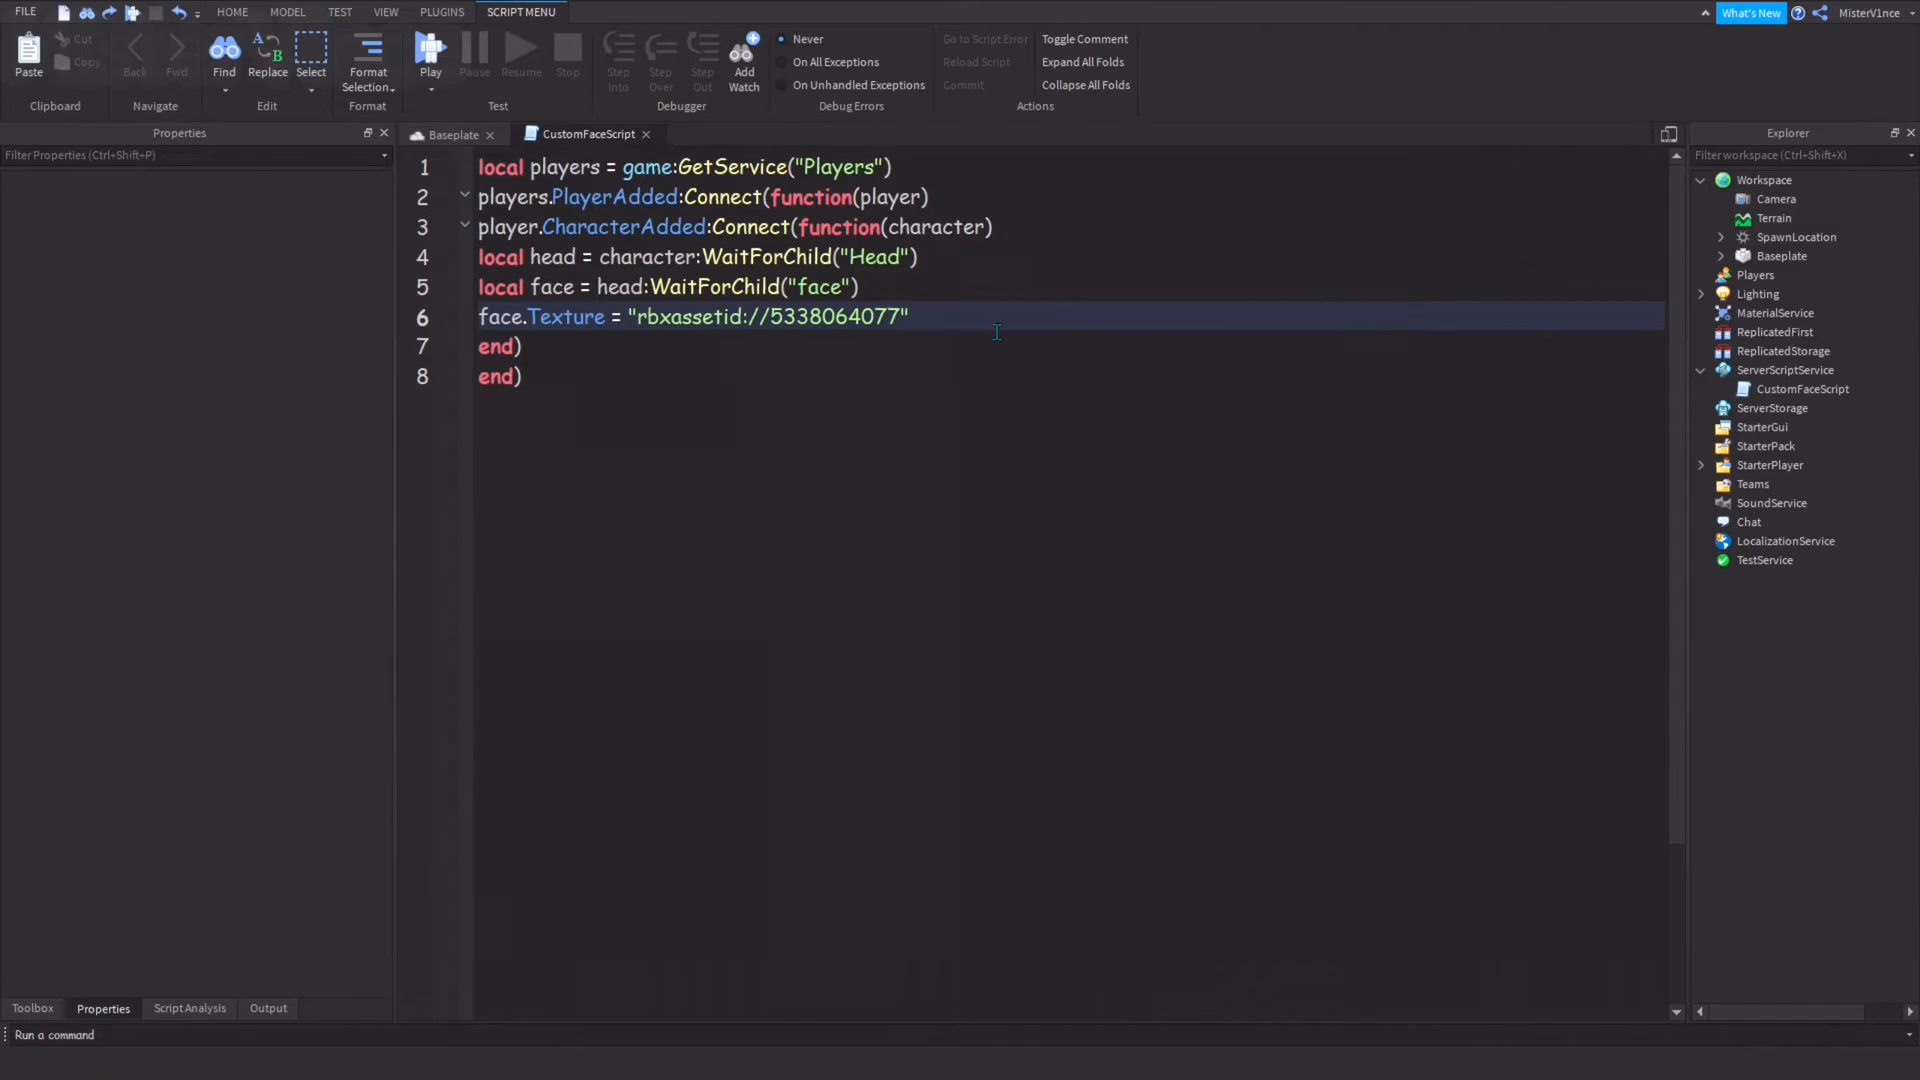 FILE HOME MODEL TEST VIEW PLUGINS SCRIPT MENU What's New MisterV1nce
Paste Cut Copy Back Fwd Find Replace Select Format Selection Play Pause Resume Stop Step Into Step Over Step Out Add Watch
Never
On All Exceptions
On Unhandled Exceptions
Go to Script Error
Reload Script
Commit
Toggle Comment
Expand All Folds
Collapse All Folds
Clipboard Navigate Edit Format Test Debugger Debug Errors Actions
Properties
Filter Properties (Ctrl+Shift+P)
Baseplate CustomFaceScript
1 local players = game:GetService("Players")
2 players.PlayerAdded:Connect(function(player)
3 player.CharacterAdded:Connect(function(character)
4 local head = character:WaitForChild("Head")
5 local face = head:WaitForChild("face")
6 face.Texture = "rbxassetid://5338064077"
7 end)
8 end)
Explorer
Filter workspace (Ctrl+Shift+X)
Workspace
Camera
Terrain
SpawnLocation
Baseplate
Players
Lighting
MaterialService
ReplicatedFirst
ReplicatedStorage
ServerScriptService
CustomFaceScript
ServerStorage
StarterGui
StarterPack
StarterPlayer
Teams
SoundService
Chat
LocalizationService
TestService
Toolbox Properties Script Analysis Output
Run a command